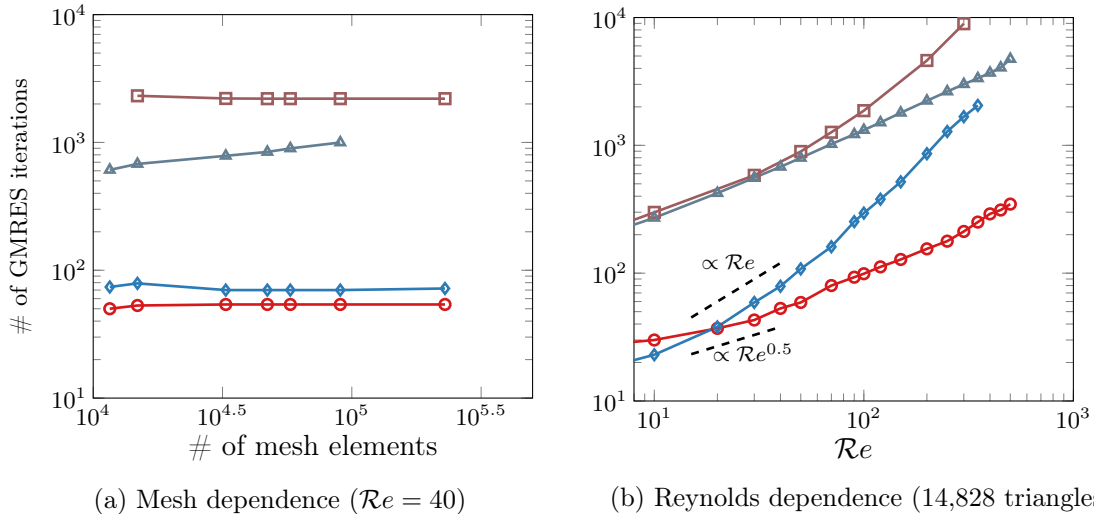 10^4
10^3
10^2
10^1
# of GMRES iterations
10^4
10^4.5
10^5
10^5.5
# of mesh elements
(a) Mesh dependence (Re = 40)
10^4
10^3
10^2
10^1
∝ Re
∝ Re^0.5
10^1
10^2
10^3
Re
(b) Reynolds dependence (14,828 triangles